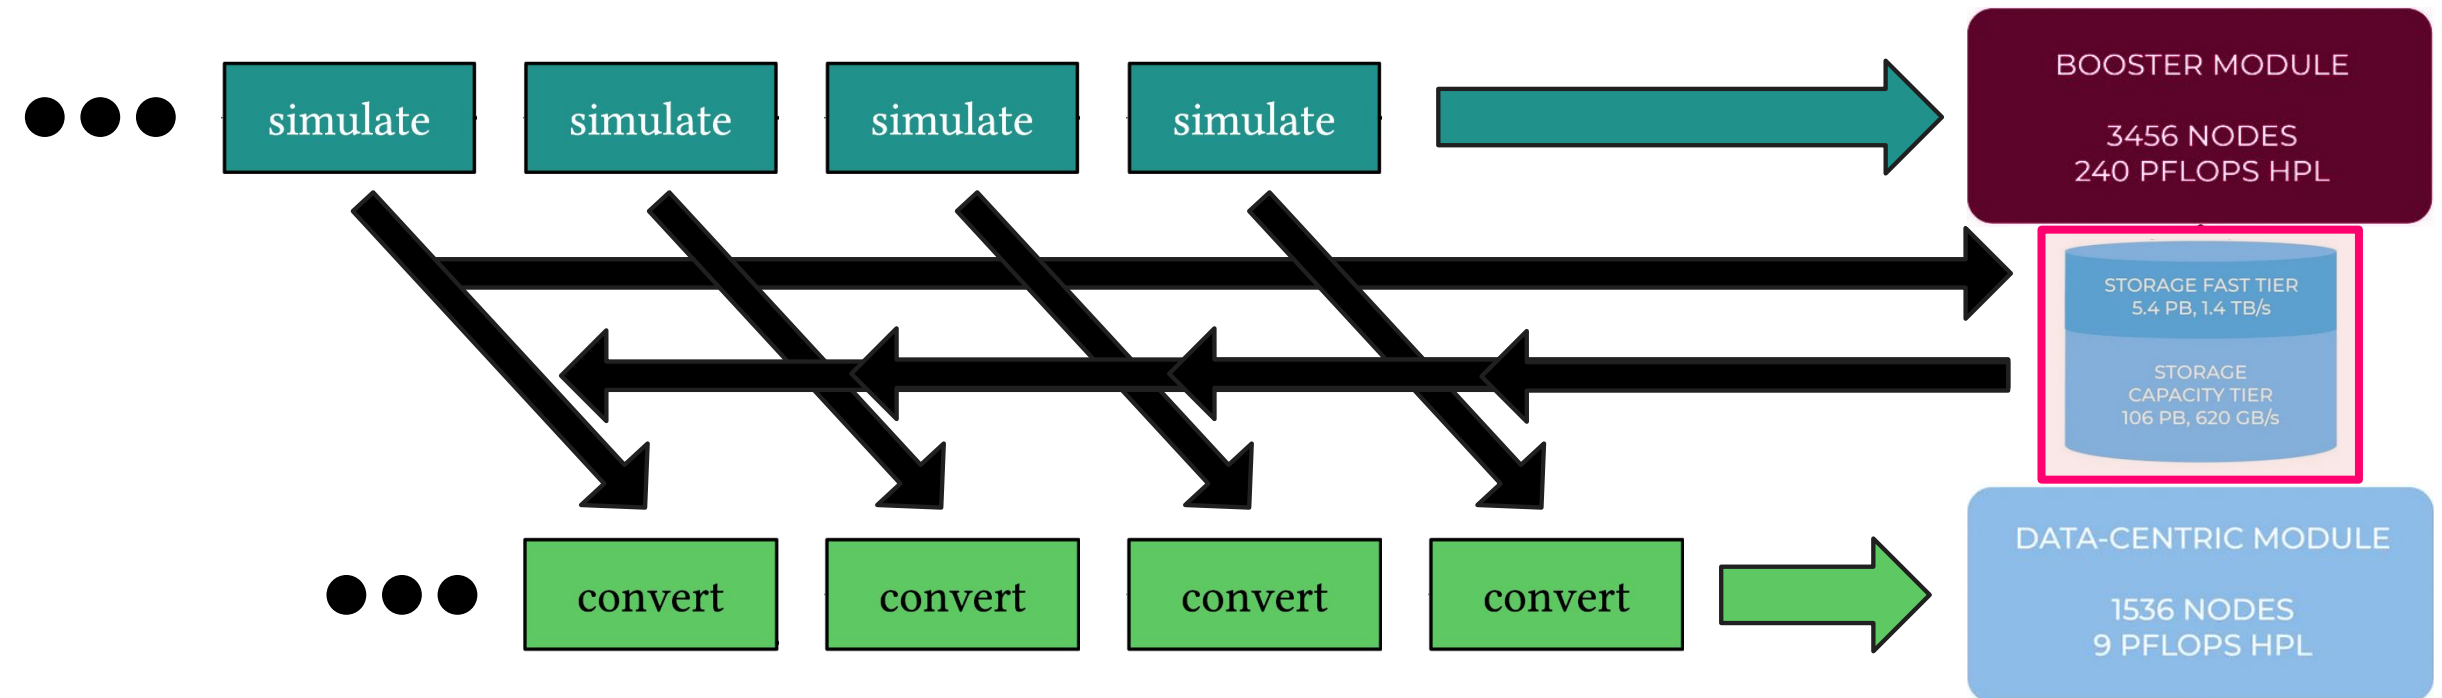 simulate
simulate
simulate
simulate
BOOSTER MODULE
3456 NODES
240 PFLOPS HPL
STORAGE FAST TIER
5.4 PB, 1.4 TB/s
STORAGE
CAPACITY TIER
106 PB, 620 GB/s
convert
convert
convert
convert
DATA-CENTRIC MODULE
1536 NODES
9 PFLOPS HPL